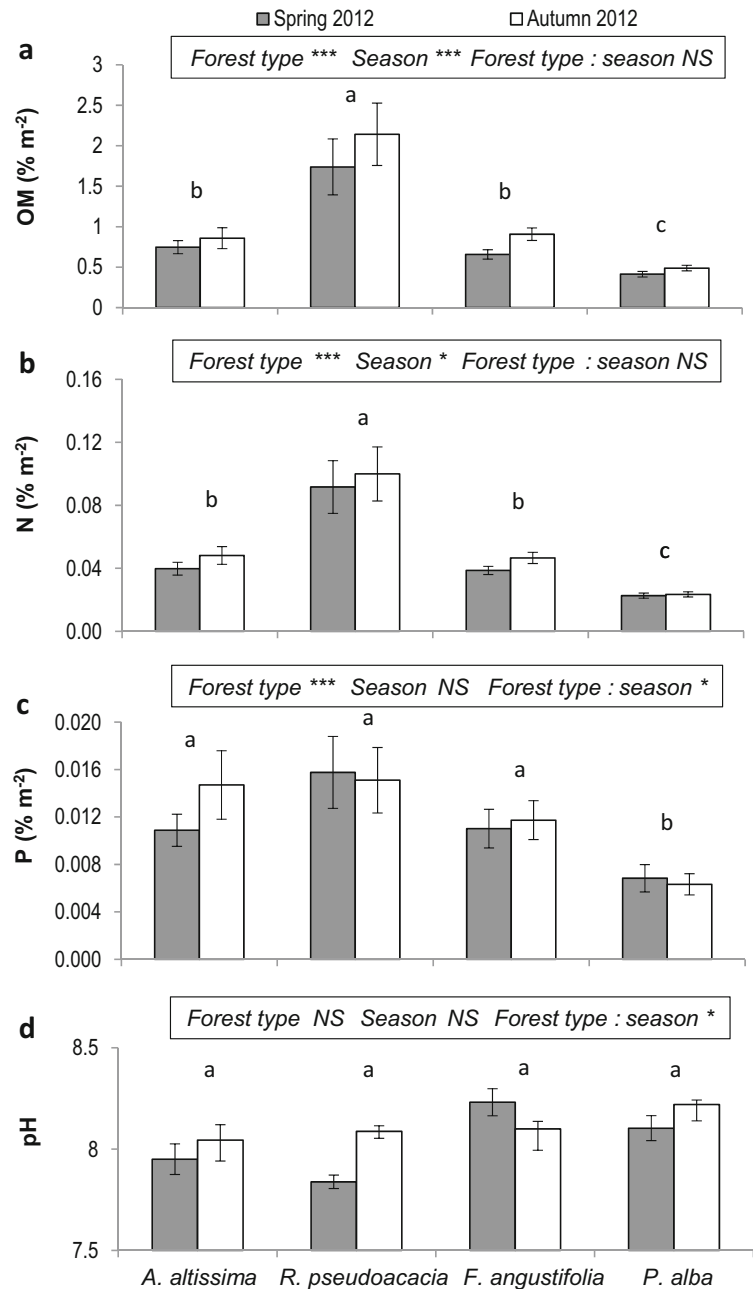 Spring 2012 Autumn 2012
a
Forest type *** Season *** Forest type : season NS
OM (% m-2)
3
2.5
2
1.5
1
0.5
0
b a b c
b
Forest type *** Season * Forest type : season NS
N (% m-2)
0.16
0.12
0.08
0.04
0.00
b a b c
Forest type *** Season NS Forest type : season *
c
P (% m-2)
0.020
0.016
0.012
0.008
0.004
0.000
a a a b
Forest type NS Season NS Forest type : season *
d
pH
8.5
8
7.5
a a a a
A. altissima R. pseudoacacia F. angustifolia P. alba